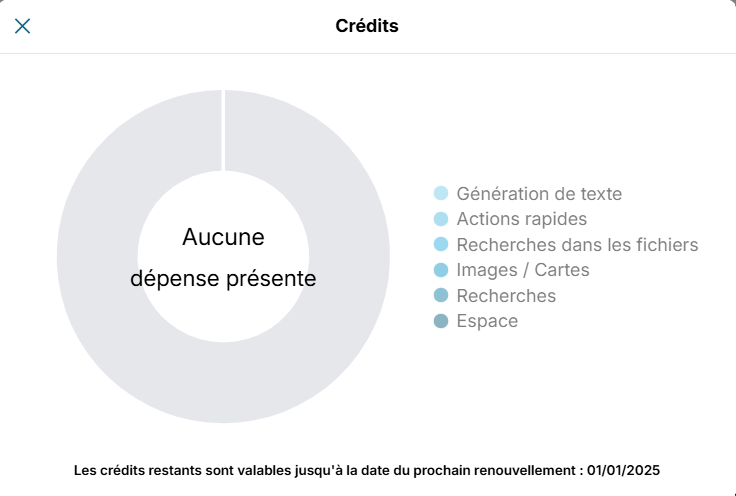 Crédits
Aucune
dépense présente
Génération de texte
Actions rapides
Recherches dans les fichiers
Images / Cartes
Recherches
Espace
Les crédits restants sont valables jusqu'à la date du prochain renouvellement : 01/01/2025